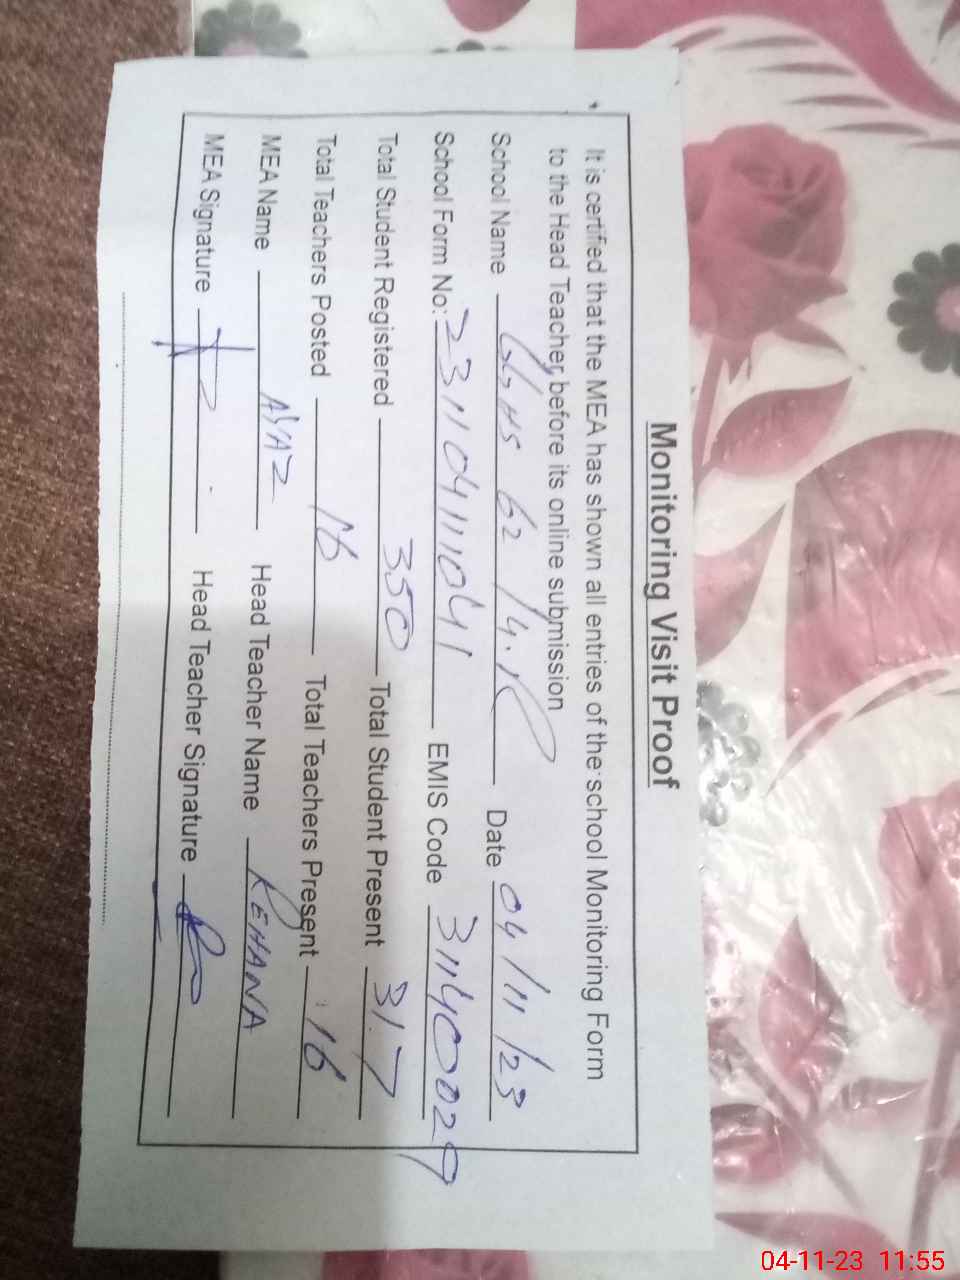 Monitoring Visit Proof
It is certified that the MEA has shown all entries of the school Monitoring Form
to the Head Teacher before its online submission
School Name GGHS 62/4.R Date 04/11/23
School Form No: 231104111041 EMIS Code 31140029
Total Student Registered 350 Total Student Present 317
Total Teachers Posted 16 Total Teachers Present 16
MEA Name AYAZ Head Teacher Name REHANA
MEA Signature Head Teacher Signature
04-11-23 11:55